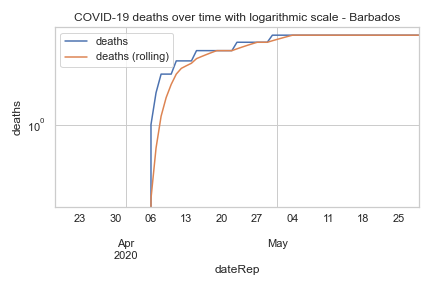 COVID-19 deaths over time with logarithmic scale - Barbados
deaths
deaths (rolling)
deaths
10⁰
23 30 06 13 20 27 04 11 18 25
Apr May
2020
dateRep